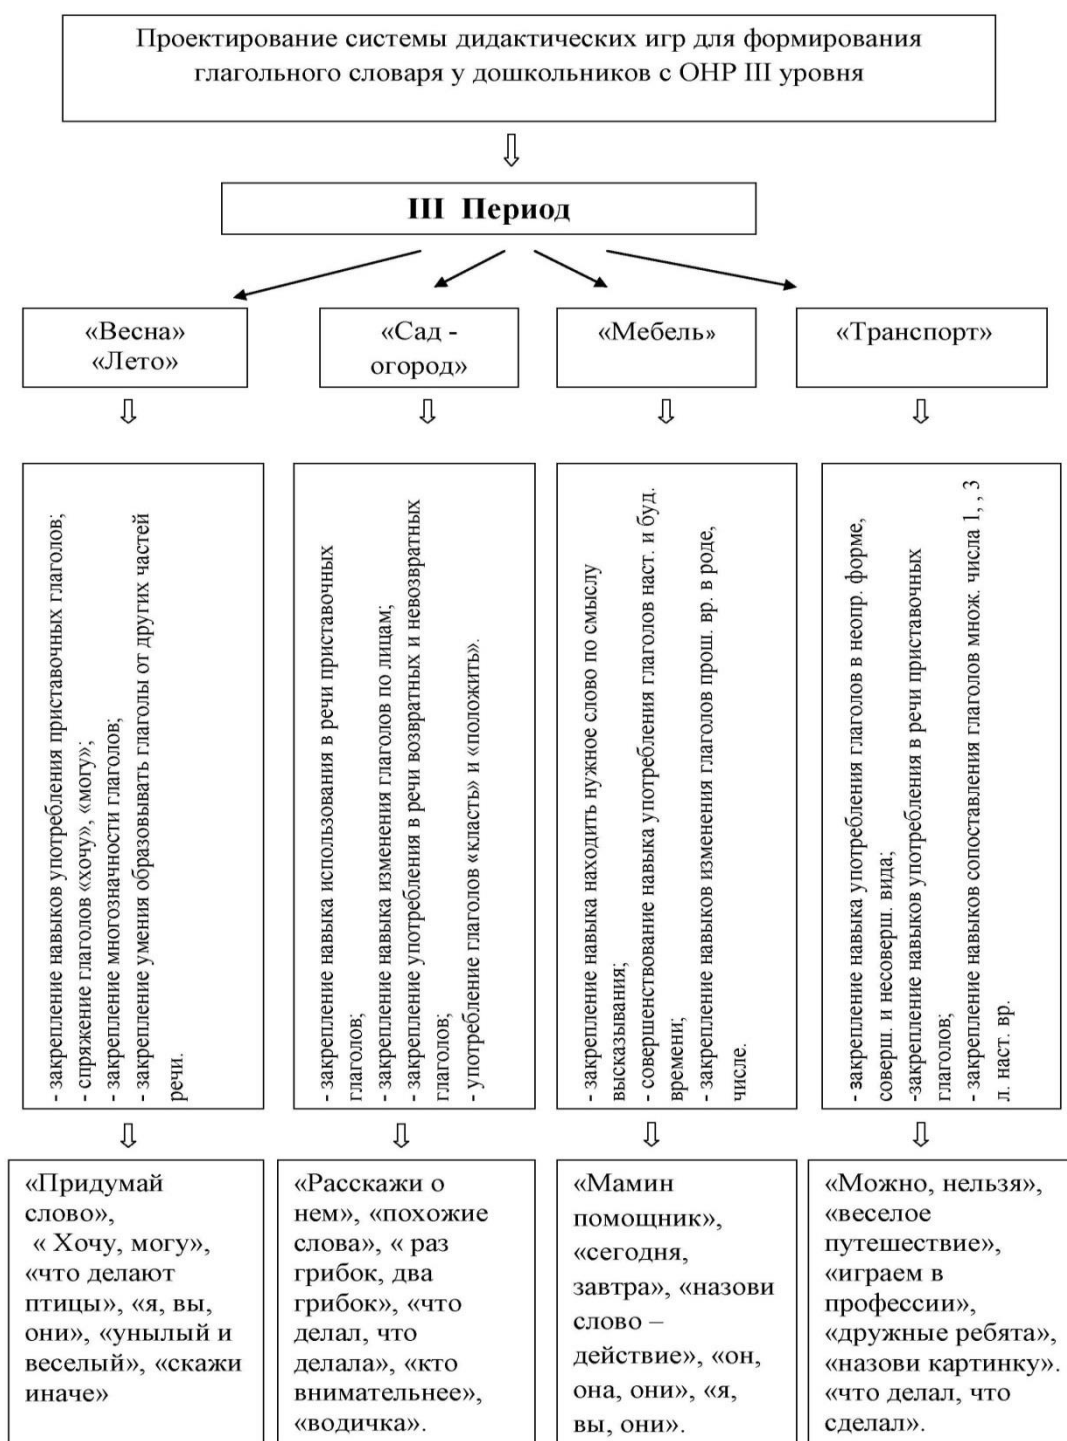 Проектирование системы дидактических игр для формирования
глагольного словаря у дошкольников с ОНР III уровня
III Период
«Весна»
«Лето»
«Сад -
огород»
«Мебель»
«Транспорт»
- закрепление навыков употребления приставочных глаголов;
- спряжение глаголов «хочу», «могу»;
- закрепление многозначности глаголов;
- закрепление умения образовывать глаголы от других частей
речи.
- закрепление навыка использования в речи приставочных
глаголов;
- закрепление навыка изменения глаголов по лицам;
- закрепление употребления в речи возвратных и невозвратных
глаголов;
- употребление глаголов «класть» и «положить».
- закрепление навыка находить нужное слово по смыслу
высказывания;
- совершенствование навыка употребления глаголов наст. и буд.
времени;
- закрепление навыков изменения глаголов прош. вр. в роде,
числе.
- закрепление навыка употребления глаголов в неопр. форме,
соверш. и несоверш. вида;
-закрепление навыков употребления в речи приставочных
глаголов;
- закрепление навыков сопоставления глаголов множ. числа 1, , 3
л. наст. вр.
«Придумай
слово»,
« Хочу, могу»,
«что делают
птицы», «я, вы,
они», «унылый и
веселый», «скажи
иначе»
«Расскажи о
нем», «похожие
слова», « раз
грибок, два
грибок», «что
делал, что
делала», «кто
внимательнее»,
«водичка».
«Мамин
помощник»,
«сегодня,
завтра», «назови
слово –
действие», «он,
она, они», «я,
вы, они».
«Можно, нельзя»,
«веселое
путешествие»,
«играем в
профессии»,
«дружные ребята»,
«назови картинку».
«что делал, что
сделал».